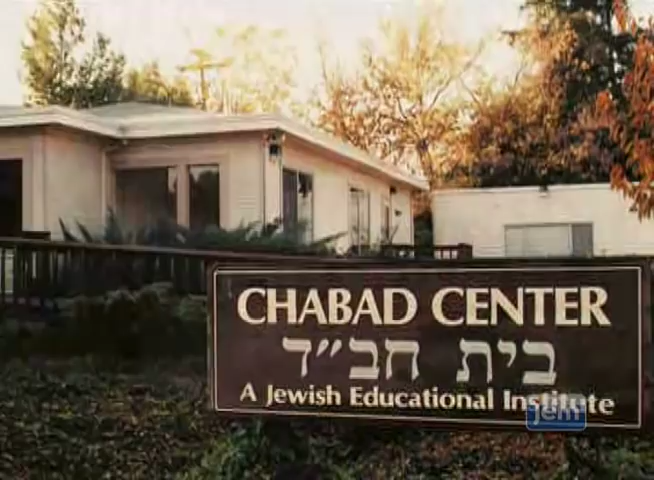 CHABAD CENTER
בית חב״ד
A Jewish Educational Institute
jem